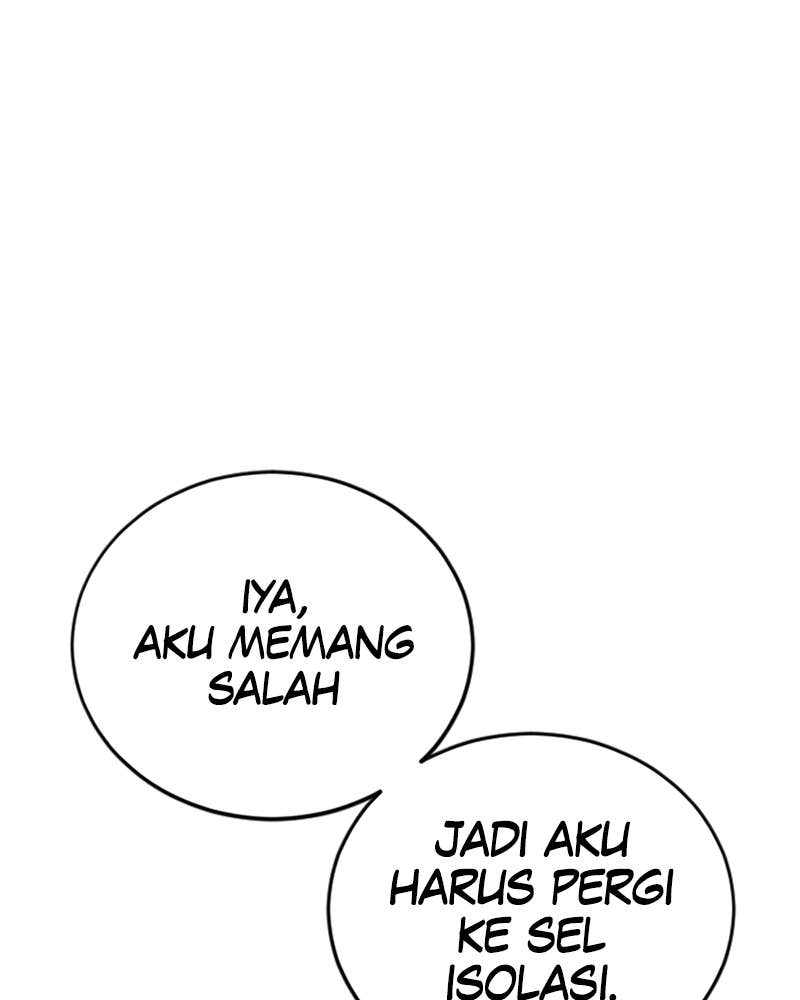 IYA,
AKU MEMANG
SALAH
JADI AKU
HARUS PERGI
KE SEL
ISOLASI.